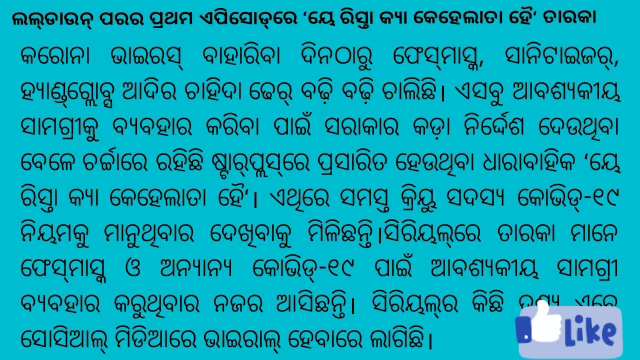 ଲଲ୍‌ଡାଉନ୍ ପରର ପ୍ରଥମ ଏପିସୋଡ୍‌ରେ ‘ୟେ ରିସ୍ତା କ୍ୟା କେହେଲାତା ହୈ’ ତାରକା
କରୋନା ଭାଇରସ୍ ବାହାରିବା ଦିନଠାରୁ ଫେସ୍‌ମାସ୍କ, ସାନିଟାଇଜର୍,
ହ୍ୟାଣ୍ଡ୍‌ଗ୍ଲୋବ୍ସ ଆଦିର ଚାହିଦା ଢେର୍ ବଢ଼ି ବଢ଼ି ଚାଲିଛି। ଏସବୁ ଆବଶ୍ୟକୀୟ
ସାମଗ୍ରୀକୁ ବ୍ୟବହାର କରିବା ପାଇଁ ସରାକାର କଡ଼ା ନିର୍ଦ୍ଦେଶ ଦେଉଥିବା
ବେଳେ ଚର୍ଚ୍ଚାରେ ରହିଛି ଷ୍ଟାର୍‌ପ୍ଲସ୍‌ରେ ପ୍ରସାରିତ ହେଉଥିବା ଧାରାବାହିକ ‘ୟେ
ରିସ୍ତା କ୍ୟା କେହେଲାତା ହୈ’। ଏଥିରେ ସମସ୍ତ କ୍ରିୟୁ ସଦସ୍ୟ କୋଭିଡ୍-୧୯
ନିୟମକୁ ମାନୁଥିବାର ଦେଖିବାକୁ ମିଳିଛନ୍ତି।ସିରିୟଲ୍‌ରେ ତାରକା ମାନେ
ଫେସ୍‌ମାସ୍କ ଓ ଅନ୍ୟାନ୍ୟ କୋଭିଡ୍-୧୯ ପାଇଁ ଆବଶ୍ୟକୀୟ ସାମଗ୍ରୀ
ବ୍ୟବହାର କରୁଥିବାର ନଜର ଆସିଛନ୍ତି। ସିରିୟଲ୍‌ର କିଛି
ସୋସିଆଲ୍ ମିଡିଆରେ ଭାଇରାଲ୍ ହେବାରେ ଲାଗିଛି।
Like